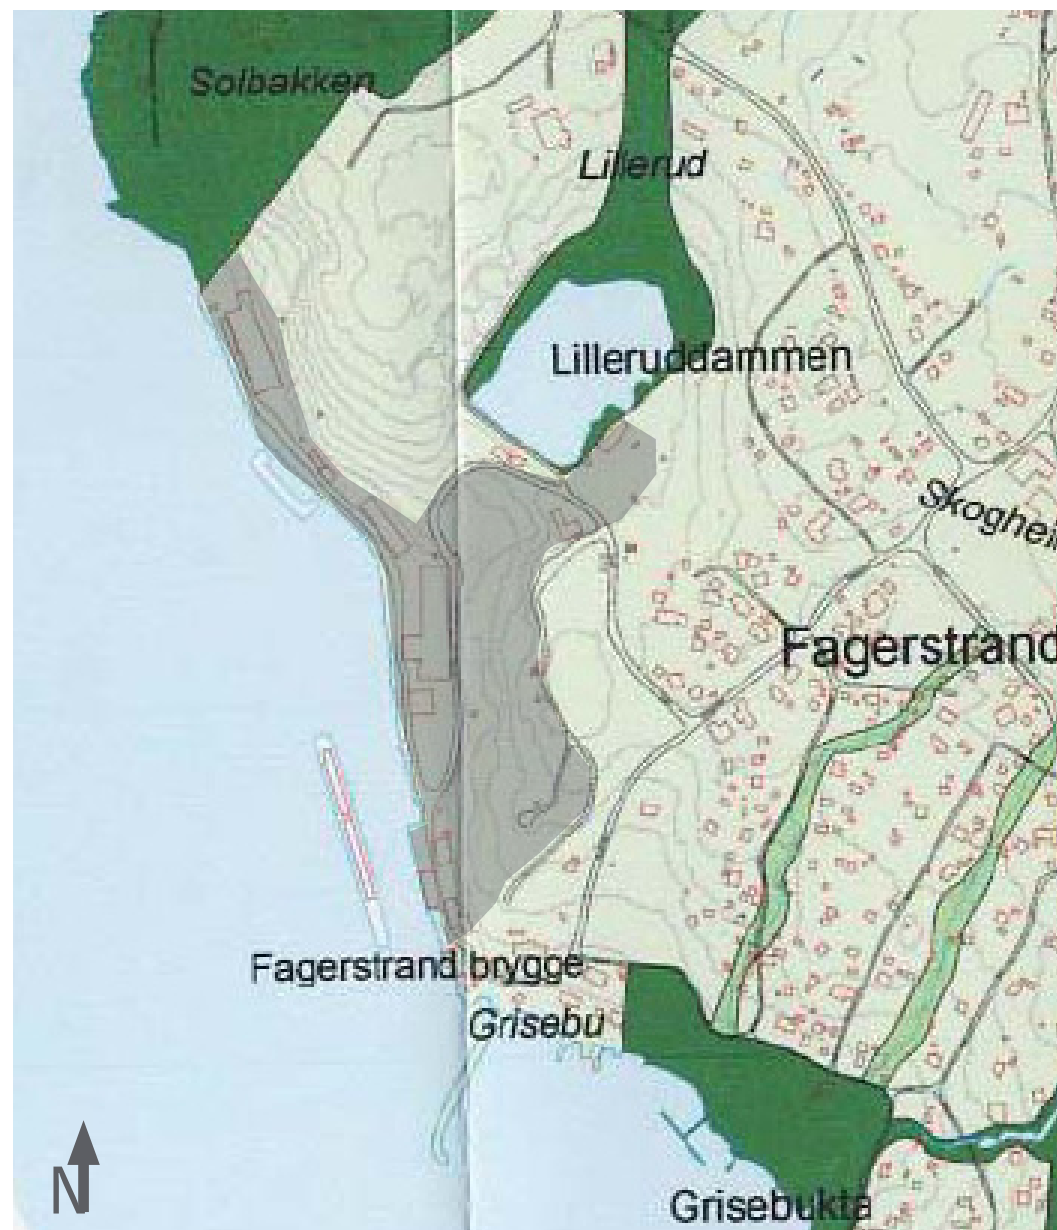 Solbakken
Lillerud
Lilleruddammen
Skoghei
Fagerstrand
Fagerstrand brygge
Grisebu
Grisebukta
N